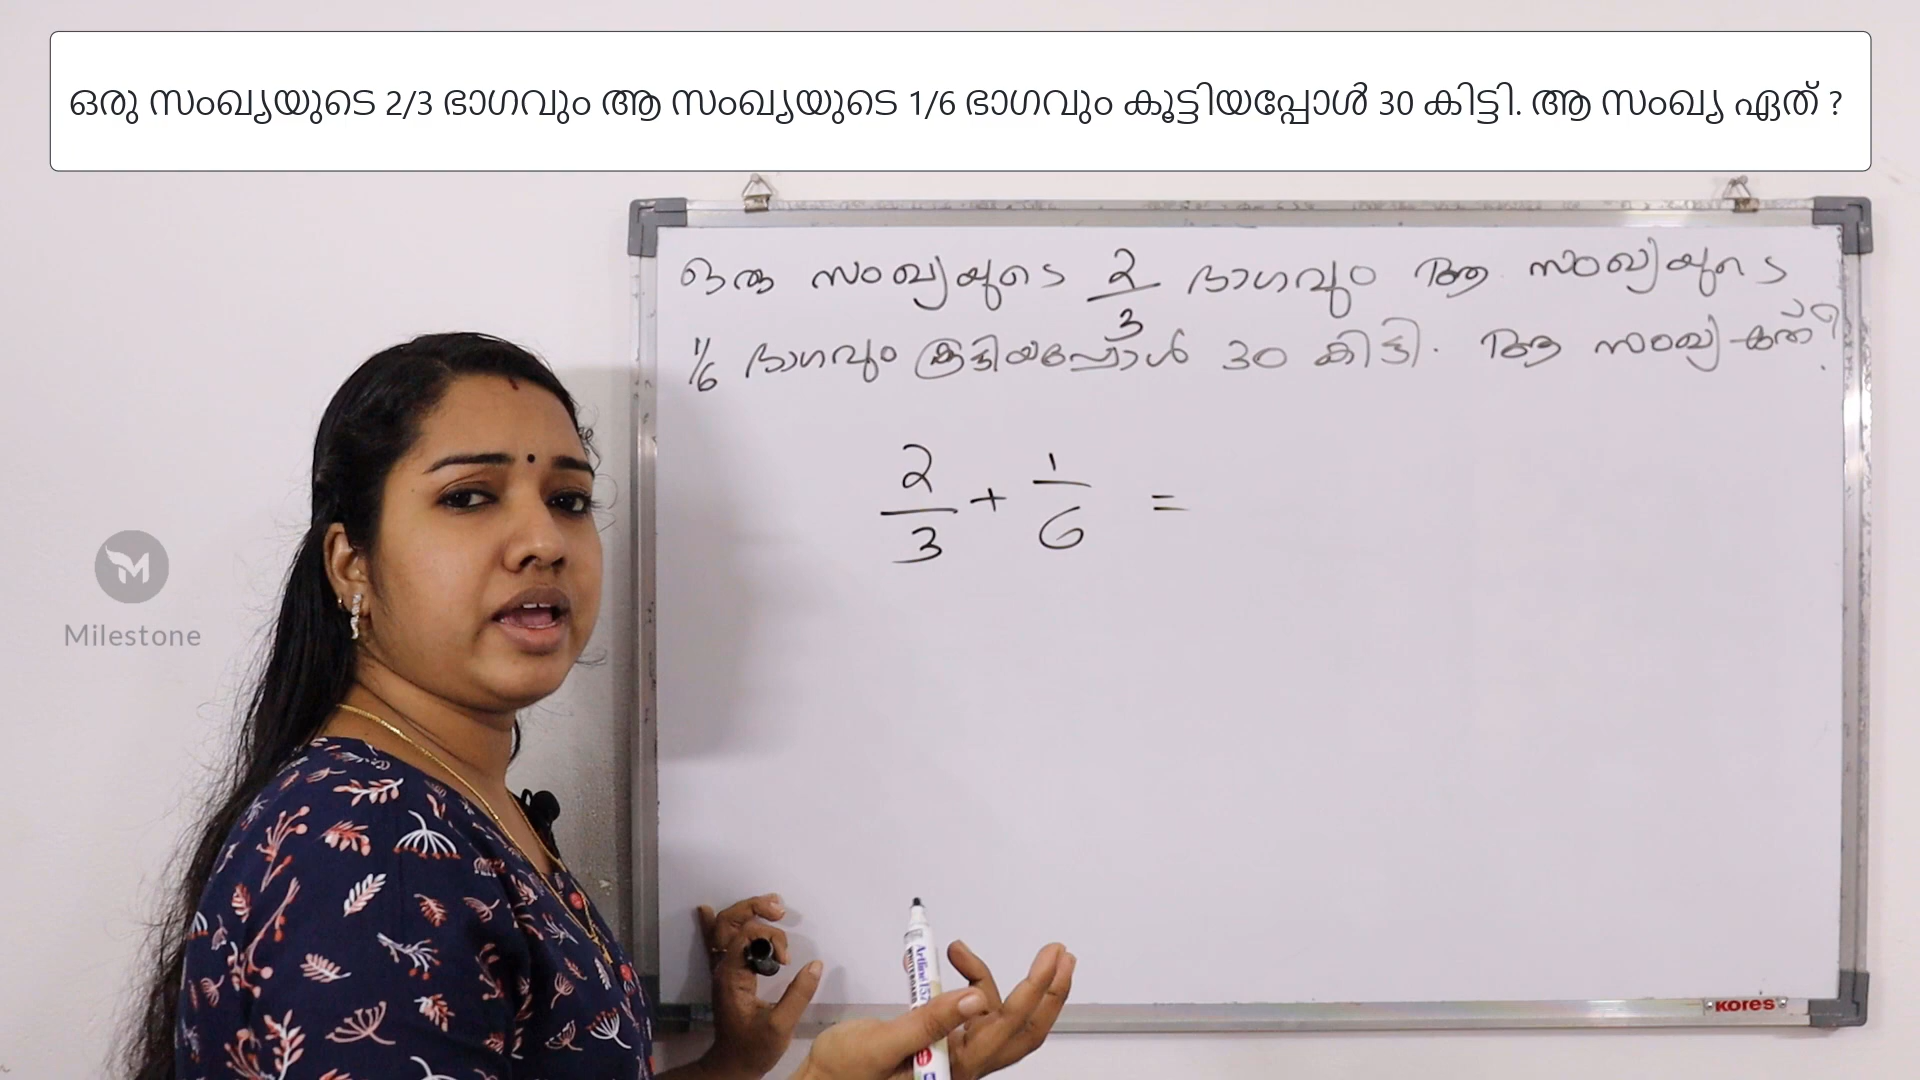 ഒരു സംഖ്യയുടെ 2/3 ഭാഗവും ആ സംഖ്യയുടെ 1/6 ഭാഗവും കൂട്ടിയപ്പോൾ 30 കിട്ടി. ആ സംഖ്യ ഏത് ?
ഒരു സംഖ്യയുടെ 2/3 ഭാഗവും ആ സംഖ്യയുടെ
1/6 ഭാഗവും കൂട്ടിയപ്പോൾ 30 കിട്ടി. ആ സംഖ്യ ഏത് ?
2/3 + 1/6 =
Milestone
Artline
kores